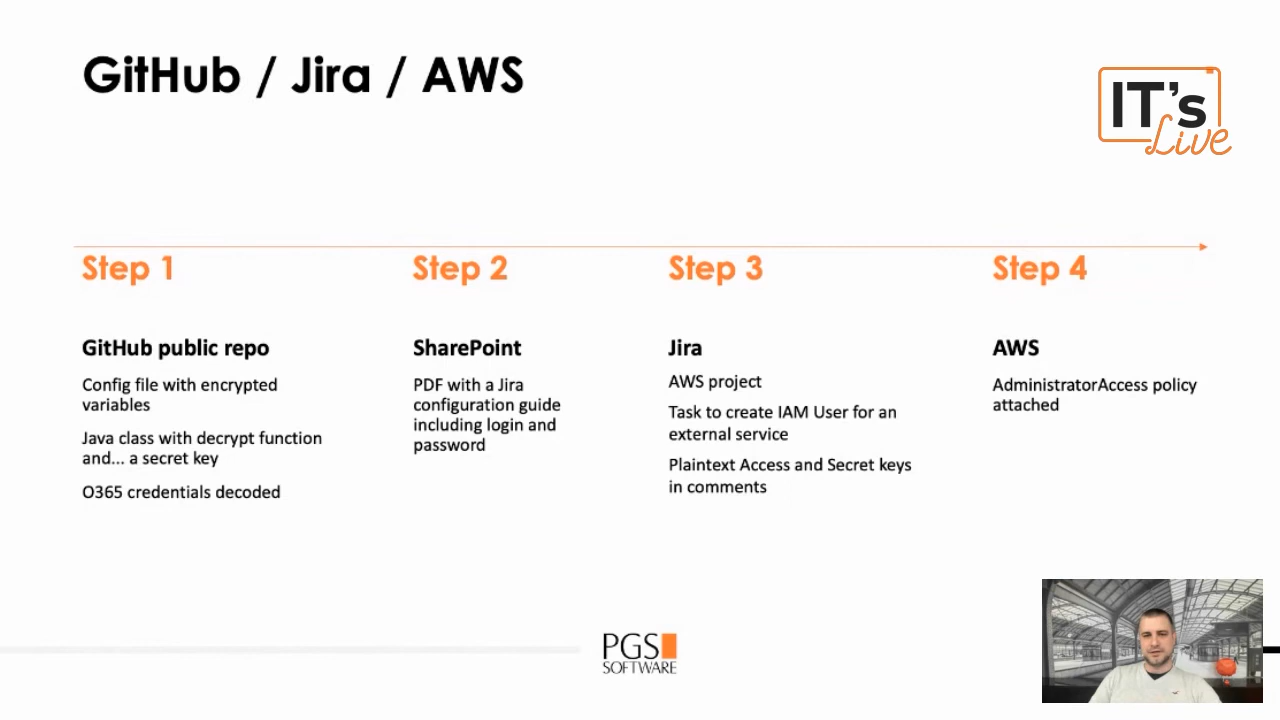 GitHub / Jira / AWS
IT's
Live
Step 1
GitHub public repo
Config file with encrypted
variables
Java class with decrypt function
and... a secret key
O365 credentials decoded
Step 2
SharePoint
PDF with a Jira
configuration guide
including login and
password
Step 3
Jira
AWS project
Task to create IAM User for an
external service
Plaintext Access and Secret keys
in comments
Step 4
AWS
AdministratorAccess policy
attached
PGS
SOFTWARE